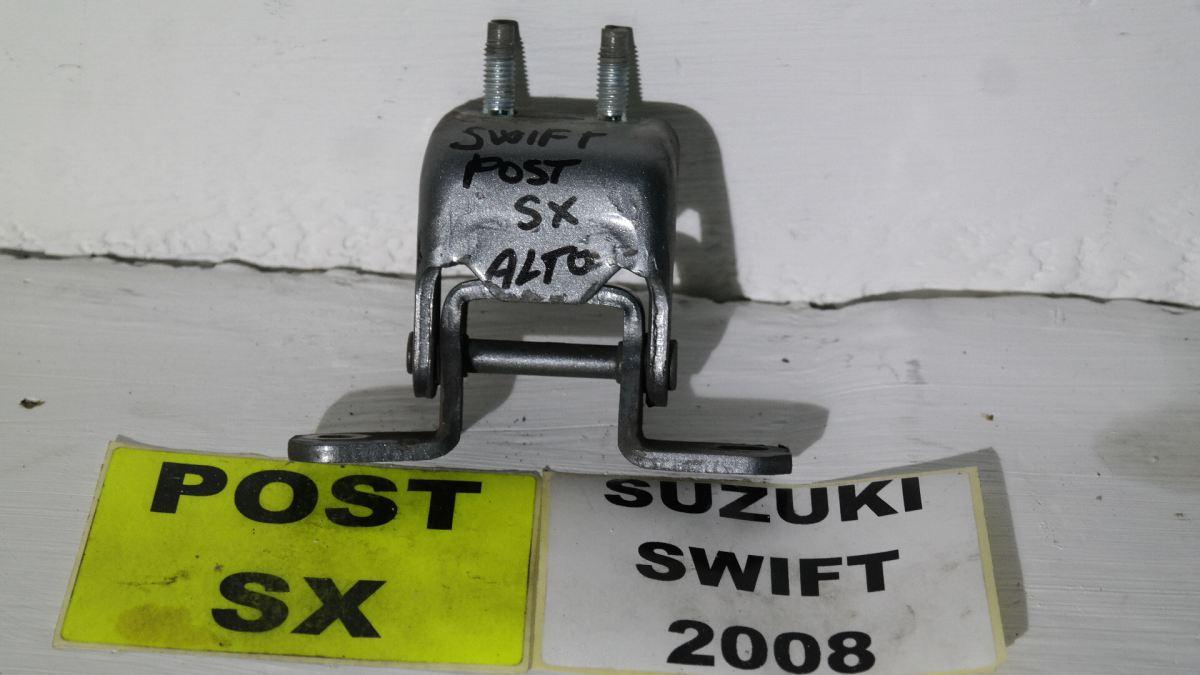 SWIFT
POST
SX
ALTO
POST
SX
SUZUKI
SWIFT
2008